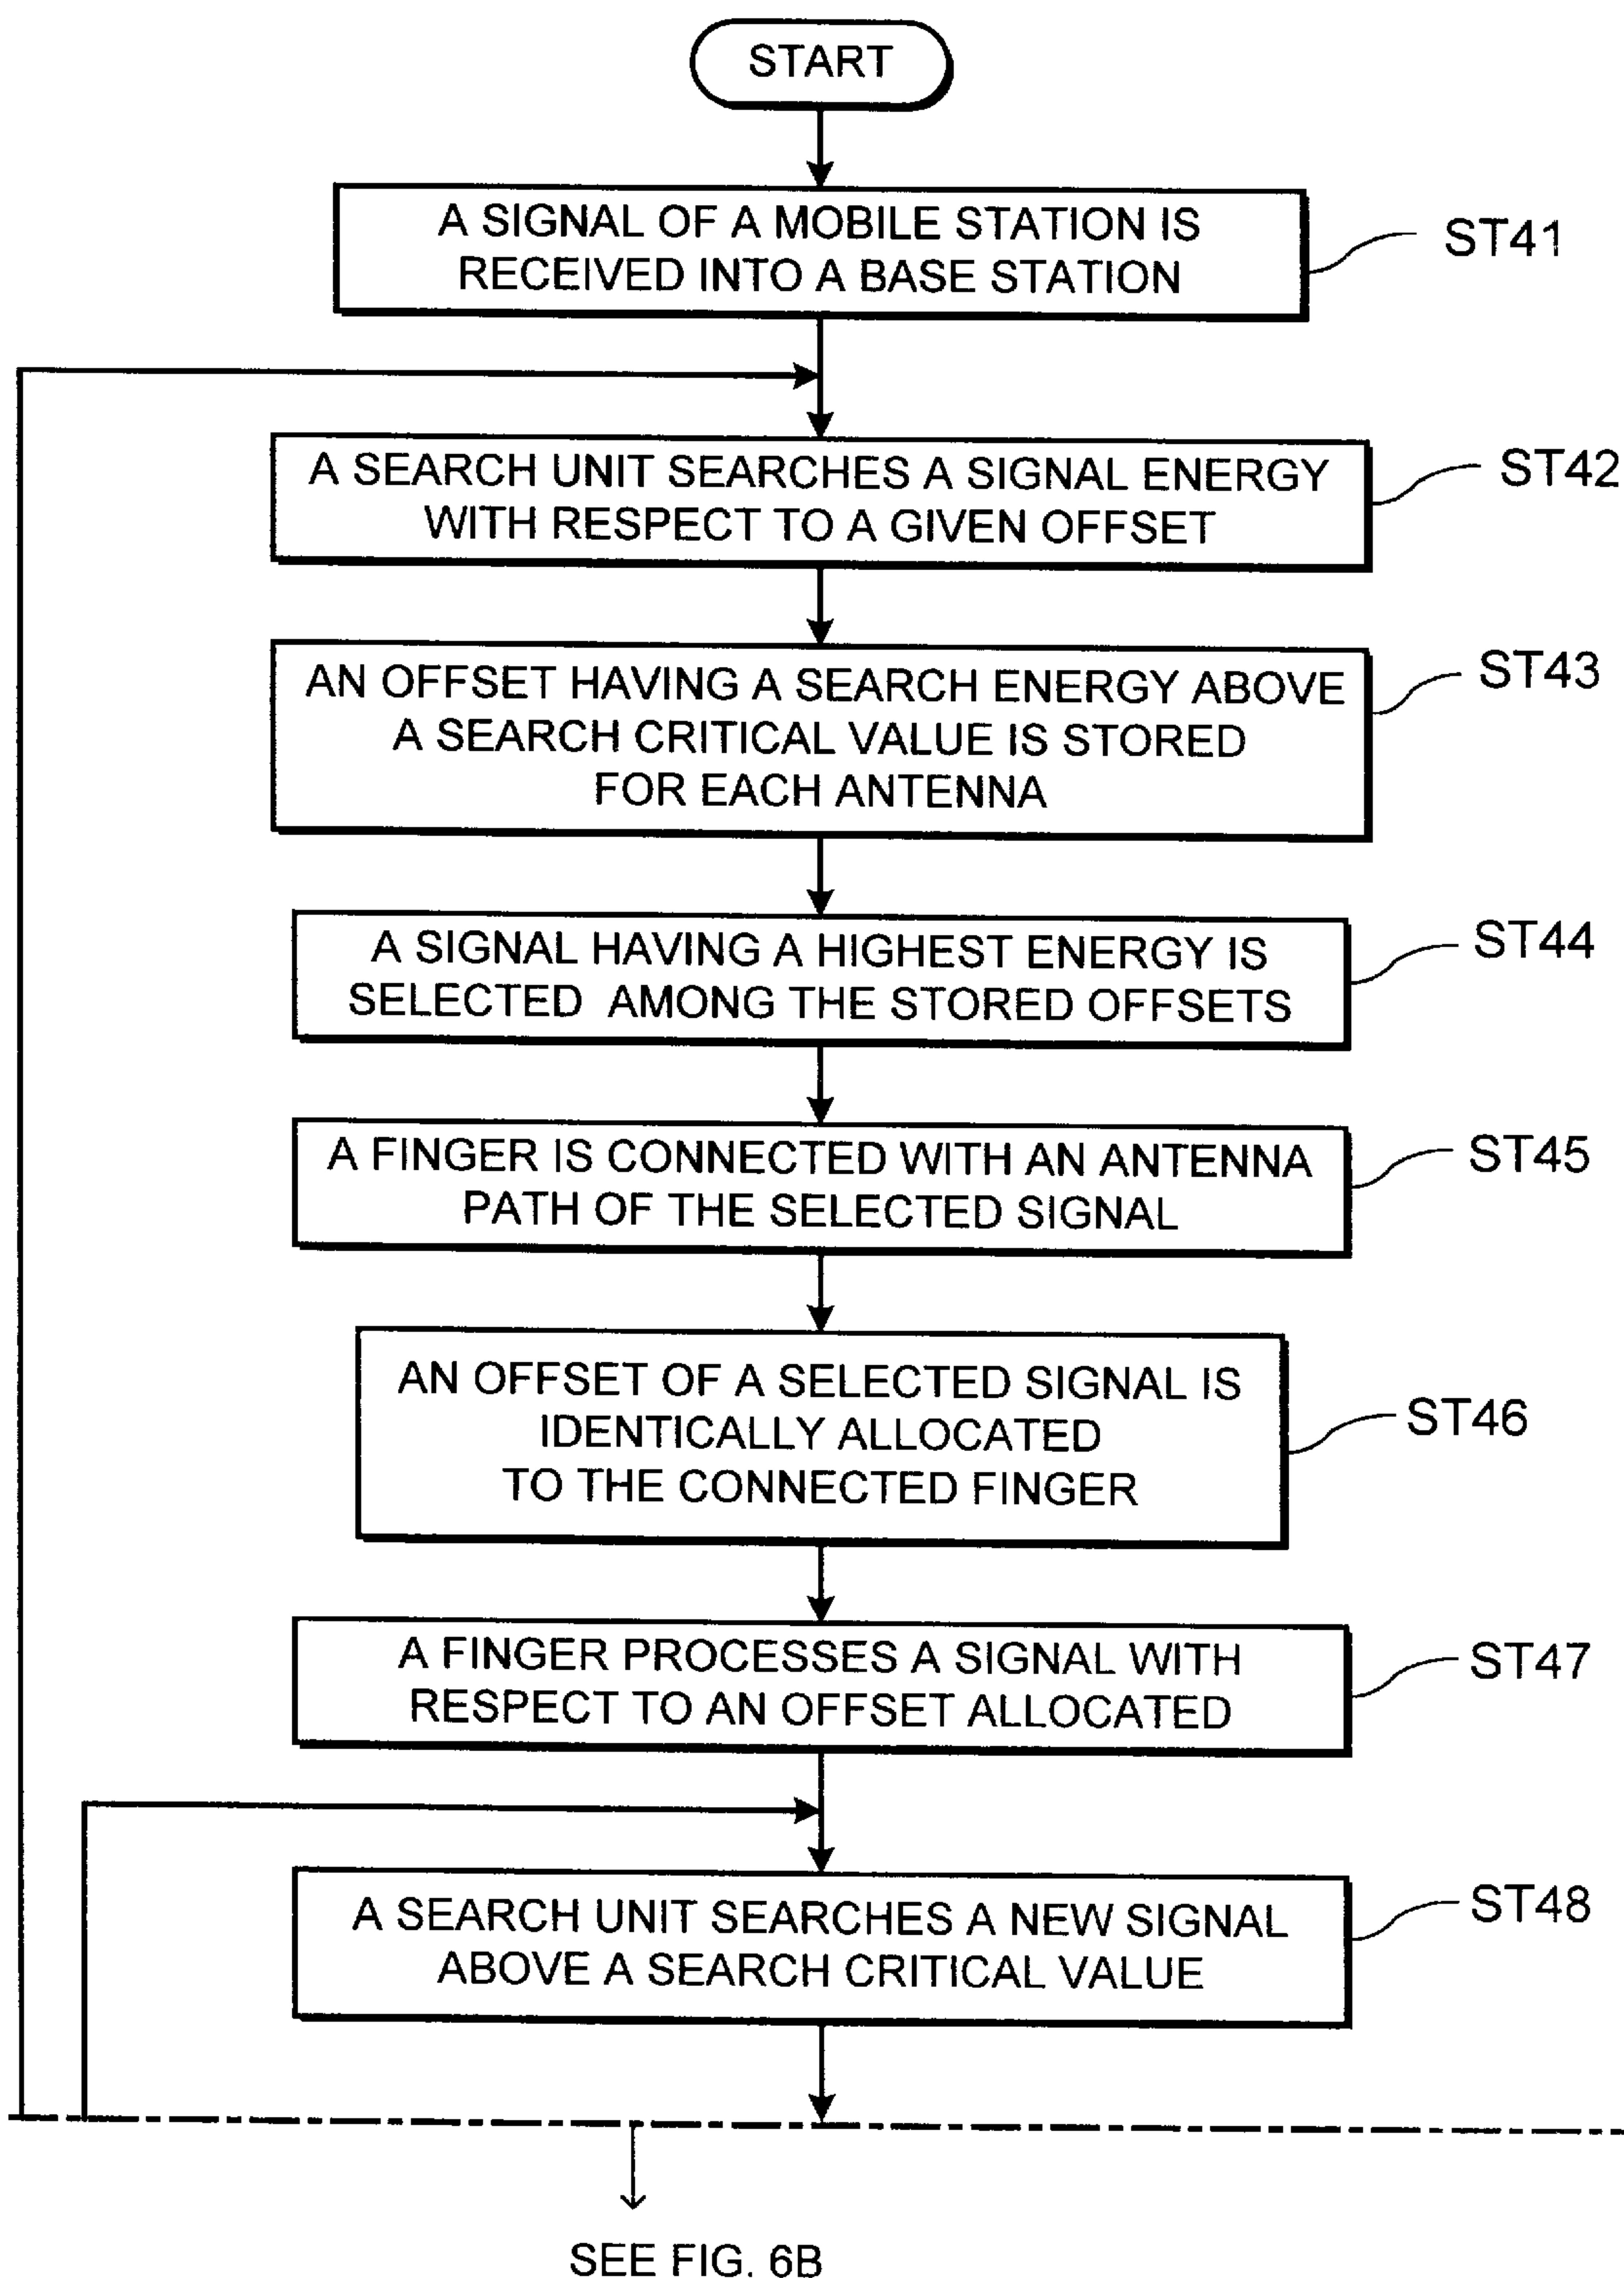 START
A SIGNAL OF A MOBILE STATION IS
RECEIVED INTO A BASE STATION
ST41
A SEARCH UNIT SEARCHES A SIGNAL ENERGY
WITH RESPECT TO A GIVEN OFFSET
ST42
AN OFFSET HAVING A SEARCH ENERGY ABOVE
A SEARCH CRITICAL VALUE IS STORED
FOR EACH ANTENNA
ST43
A SIGNAL HAVING A HIGHEST ENERGY IS
SELECTED AMONG THE STORED OFFSETS
ST44
A FINGER IS CONNECTED WITH AN ANTENNA
PATH OF THE SELECTED SIGNAL
ST45
AN OFFSET OF A SELECTED SIGNAL IS
IDENTICALLY ALLOCATED
TO THE CONNECTED FINGER
ST46
A FINGER PROCESSES A SIGNAL WITH
RESPECT TO AN OFFSET ALLOCATED
ST47
A SEARCH UNIT SEARCHES A NEW SIGNAL
ABOVE A SEARCH CRITICAL VALUE
ST48
SEE FIG. 6B